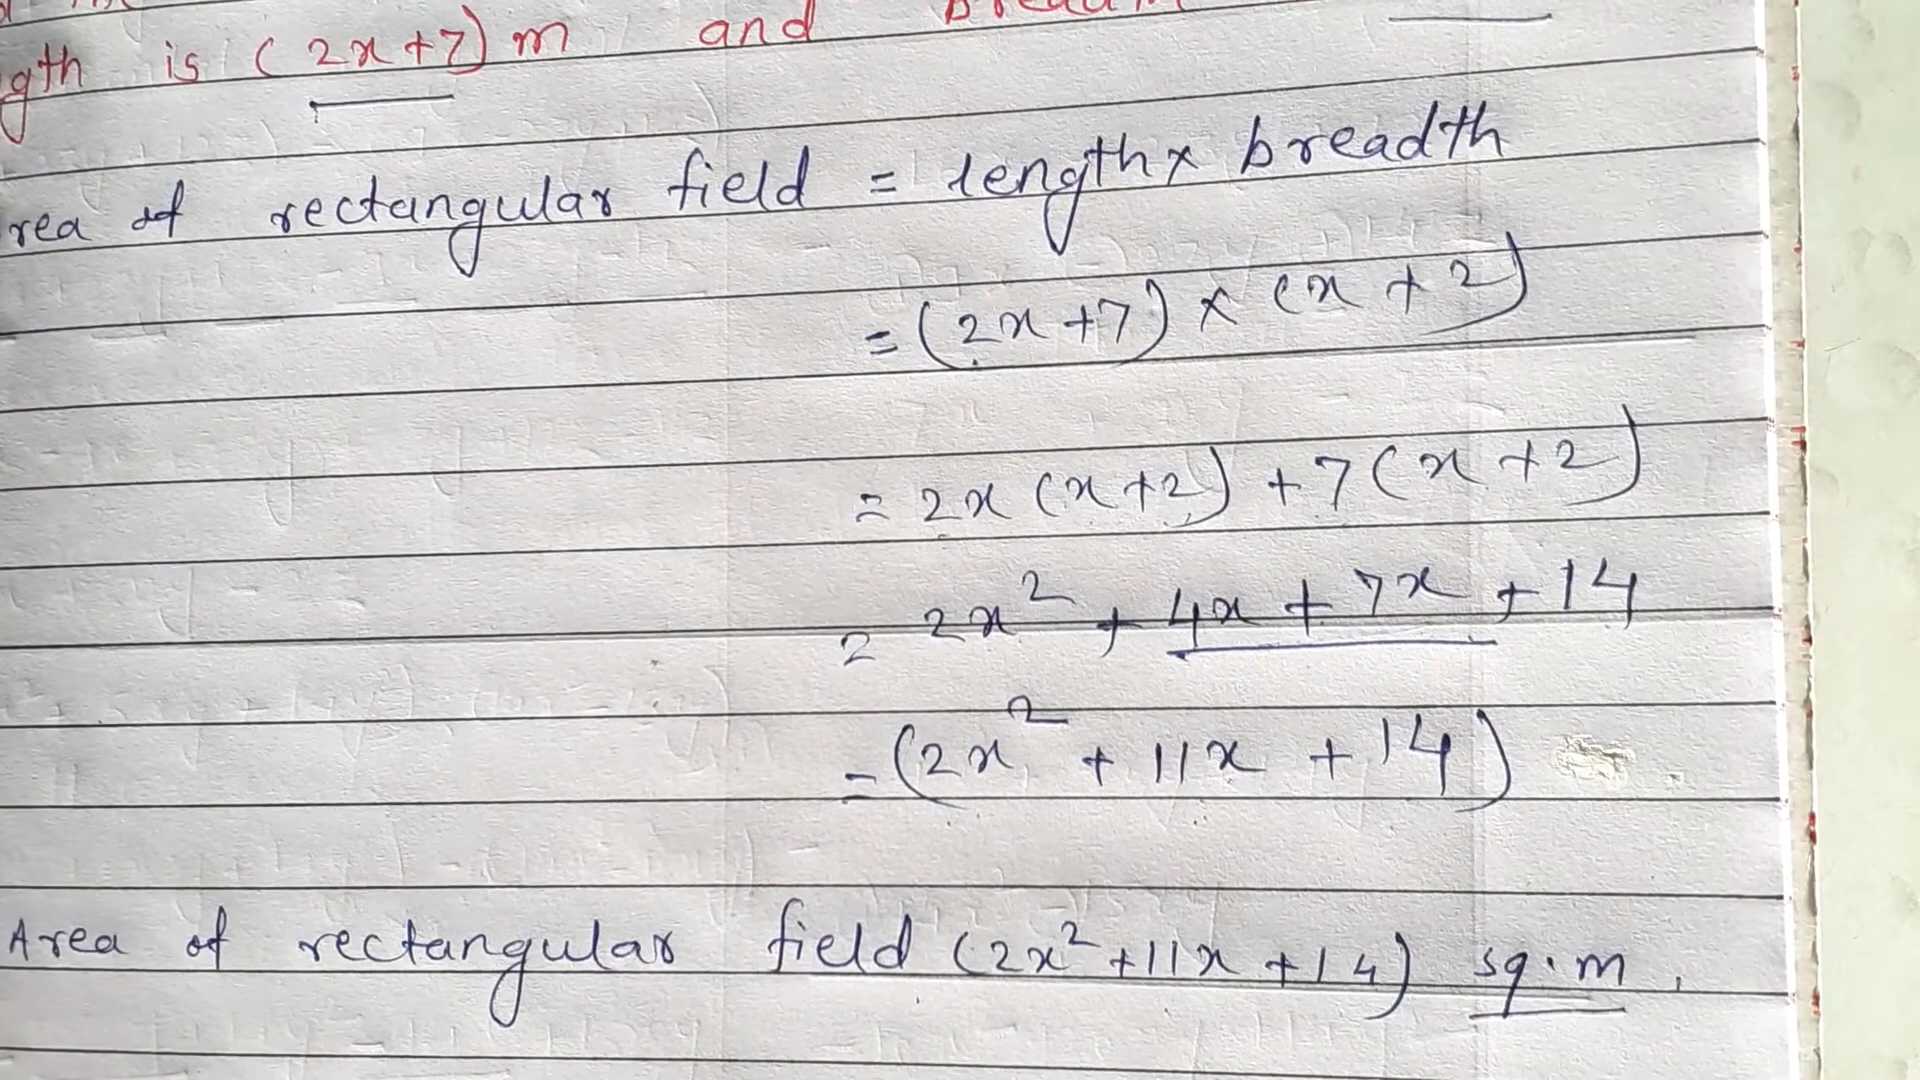 gth is (2x+7)m and
rea of rectangular field = length × breadth
= (2x+7) × (x+2)
= 2x(x+2) + 7(x+2)
= 2x² + 4x + 7x + 14
= (2x² + 11x + 14)
Area of rectangular field (2x²+11x+14) sq.m.